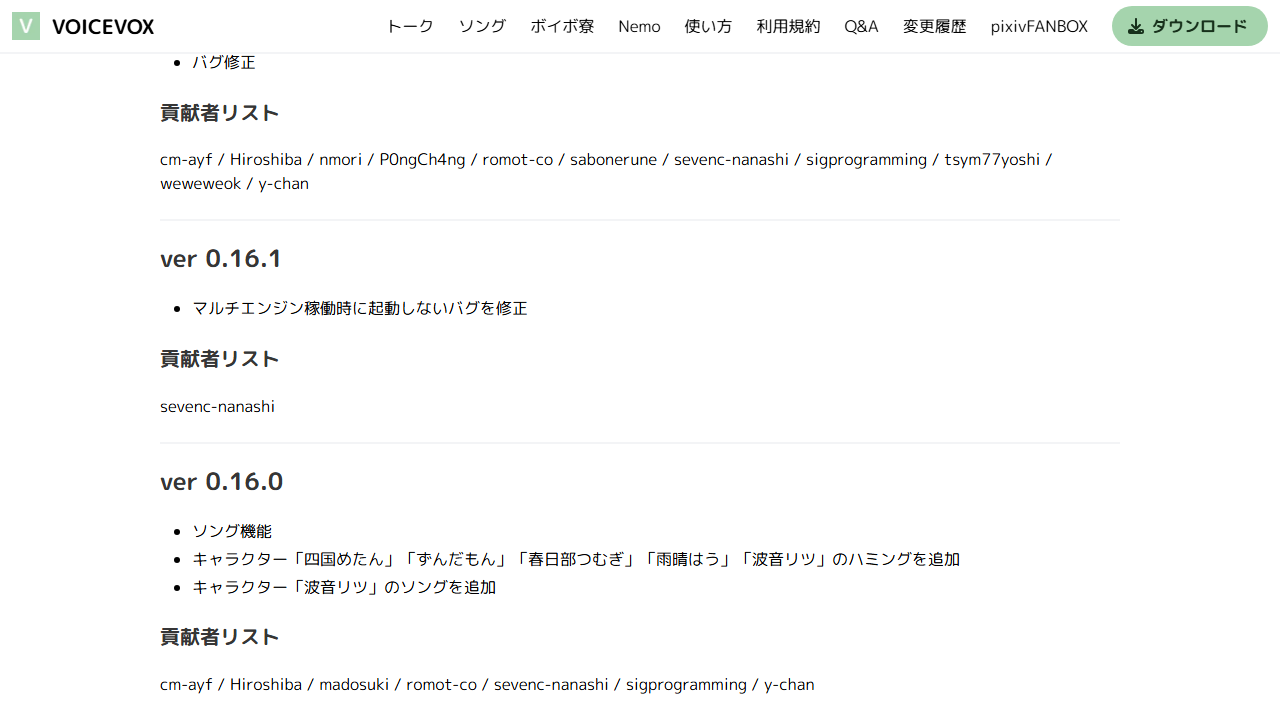 V VOICEVOX トーク ソング ボイボ寮 Nemo 使い方 利用規約 Q&A 変更履歴 pixivFANBOX ダウンロード
バグ修正
貢献者リスト
cm-ayf / Hiroshiba / nmori / P0ngCh4ng / romot-co / sabonerune / sevenc-nanashi / sigprogramming / tsym77yoshi /
weweweok / y-chan
ver 0.16.1
マルチエンジン稼働時に起動しないバグを修正
貢献者リスト
sevenc-nanashi
ver 0.16.0
ソング機能
キャラクター「四国めたん」「ずんだもん」「春日部つむぎ」「雨晴はう」「波音リツ」のハミングを追加
キャラクター「波音リツ」のソングを追加
貢献者リスト
cm-ayf / Hiroshiba / madosuki / romot-co / sevenc-nanashi / sigprogramming / y-chan